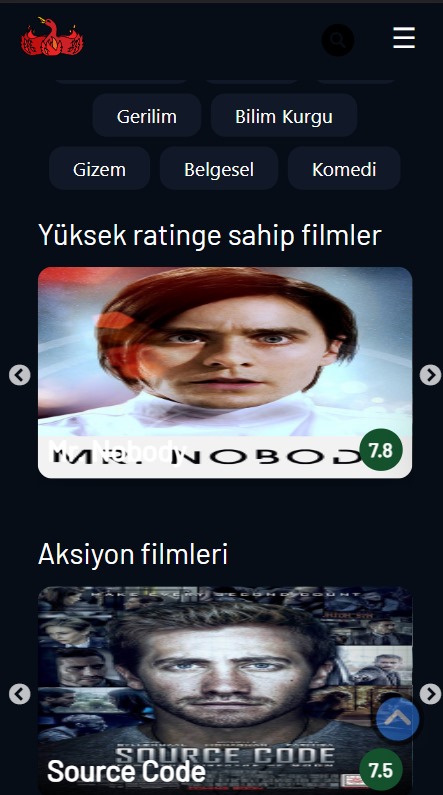 Gerilim
Bilim Kurgu
Gizem
Belgesel
Komedi
Yüksek ratinge sahip filmler
MR. NOBOD
Mr. Nobody
7.8
Aksiyon filmleri
MAKE EVERY SECOND COUNT
SOURCE CODE
Source Code
7.5